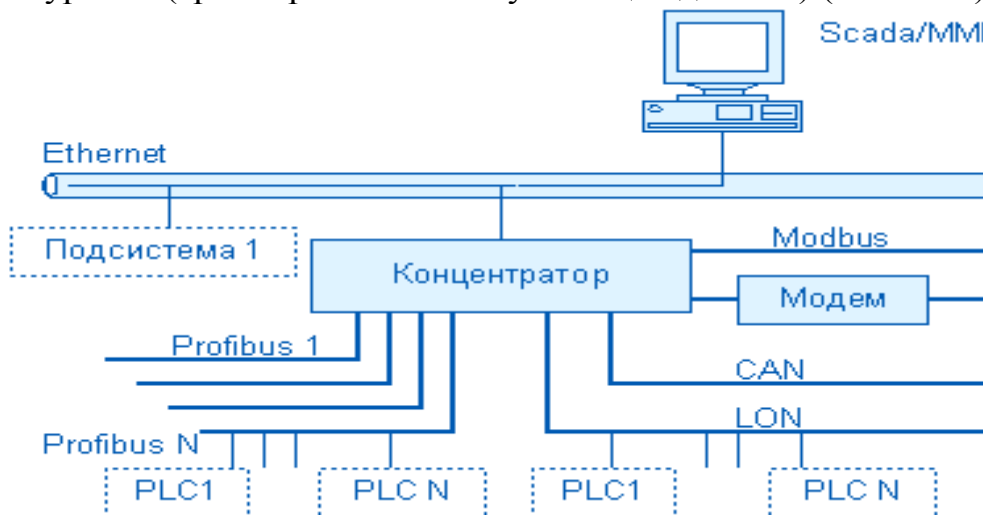 Scada/MMI
Ethernet
Подсистема 1
Концентратор
Modbus
Модем
Profibus 1
CAN
LON
Profibus N
PLC1
PLC N
PLC1
PLC N